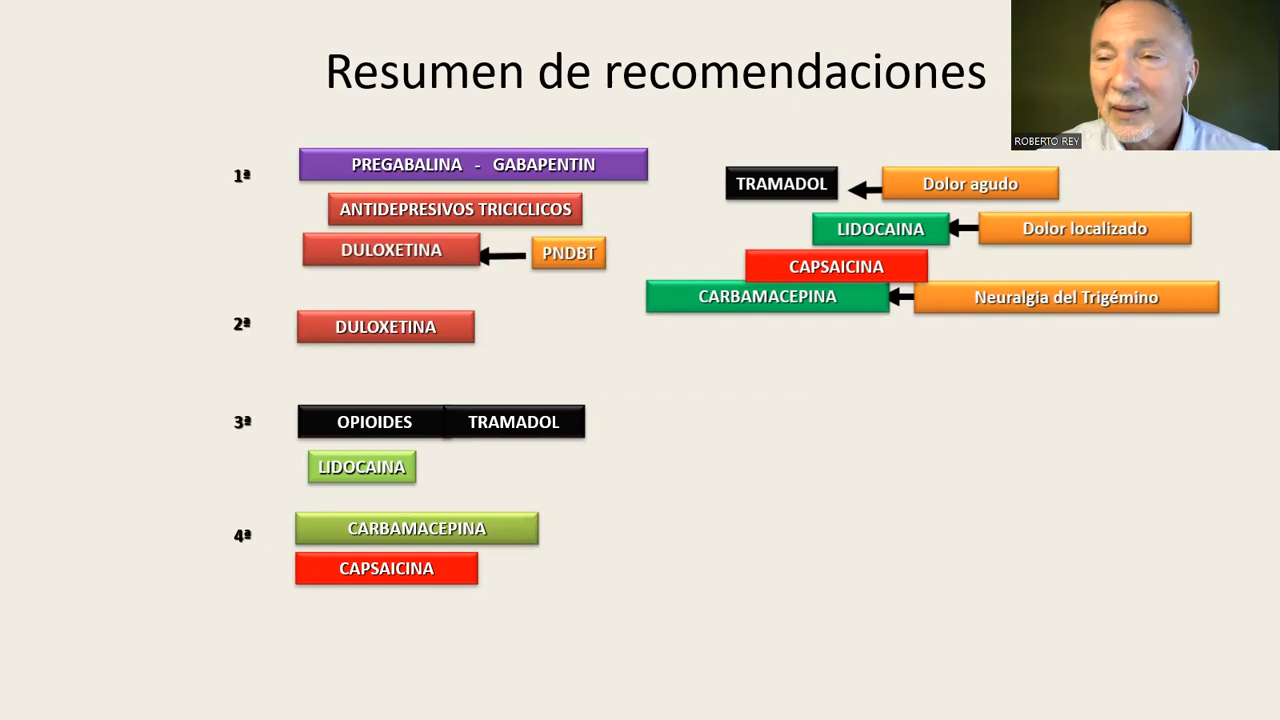 Resumen de recomendaciones
ROBERTO REY
1ª
PREGABALINA - GABAPENTIN
ANTIDEPRESIVOS TRICICLICOS
DULOXETINA
PNDBT
TRAMADOL
Dolor agudo
LIDOCAINA
Dolor localizado
CAPSAICINA
CARBAMACEPINA
Neuralgia del Trigémino
2ª
DULOXETINA
3ª
OPIOIDES
TRAMADOL
LIDOCAINA
4ª
CARBAMACEPINA
CAPSAICINA